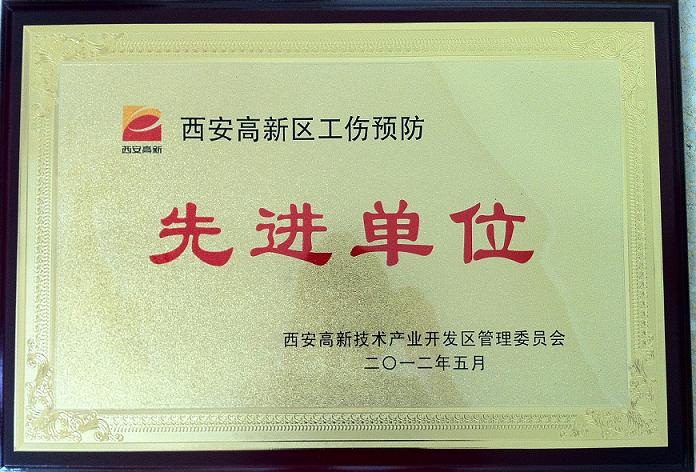 西安高新区工伤预防
西安高新
先进单位
西安高新技术产业开发区管理委员会
二〇一二年五月